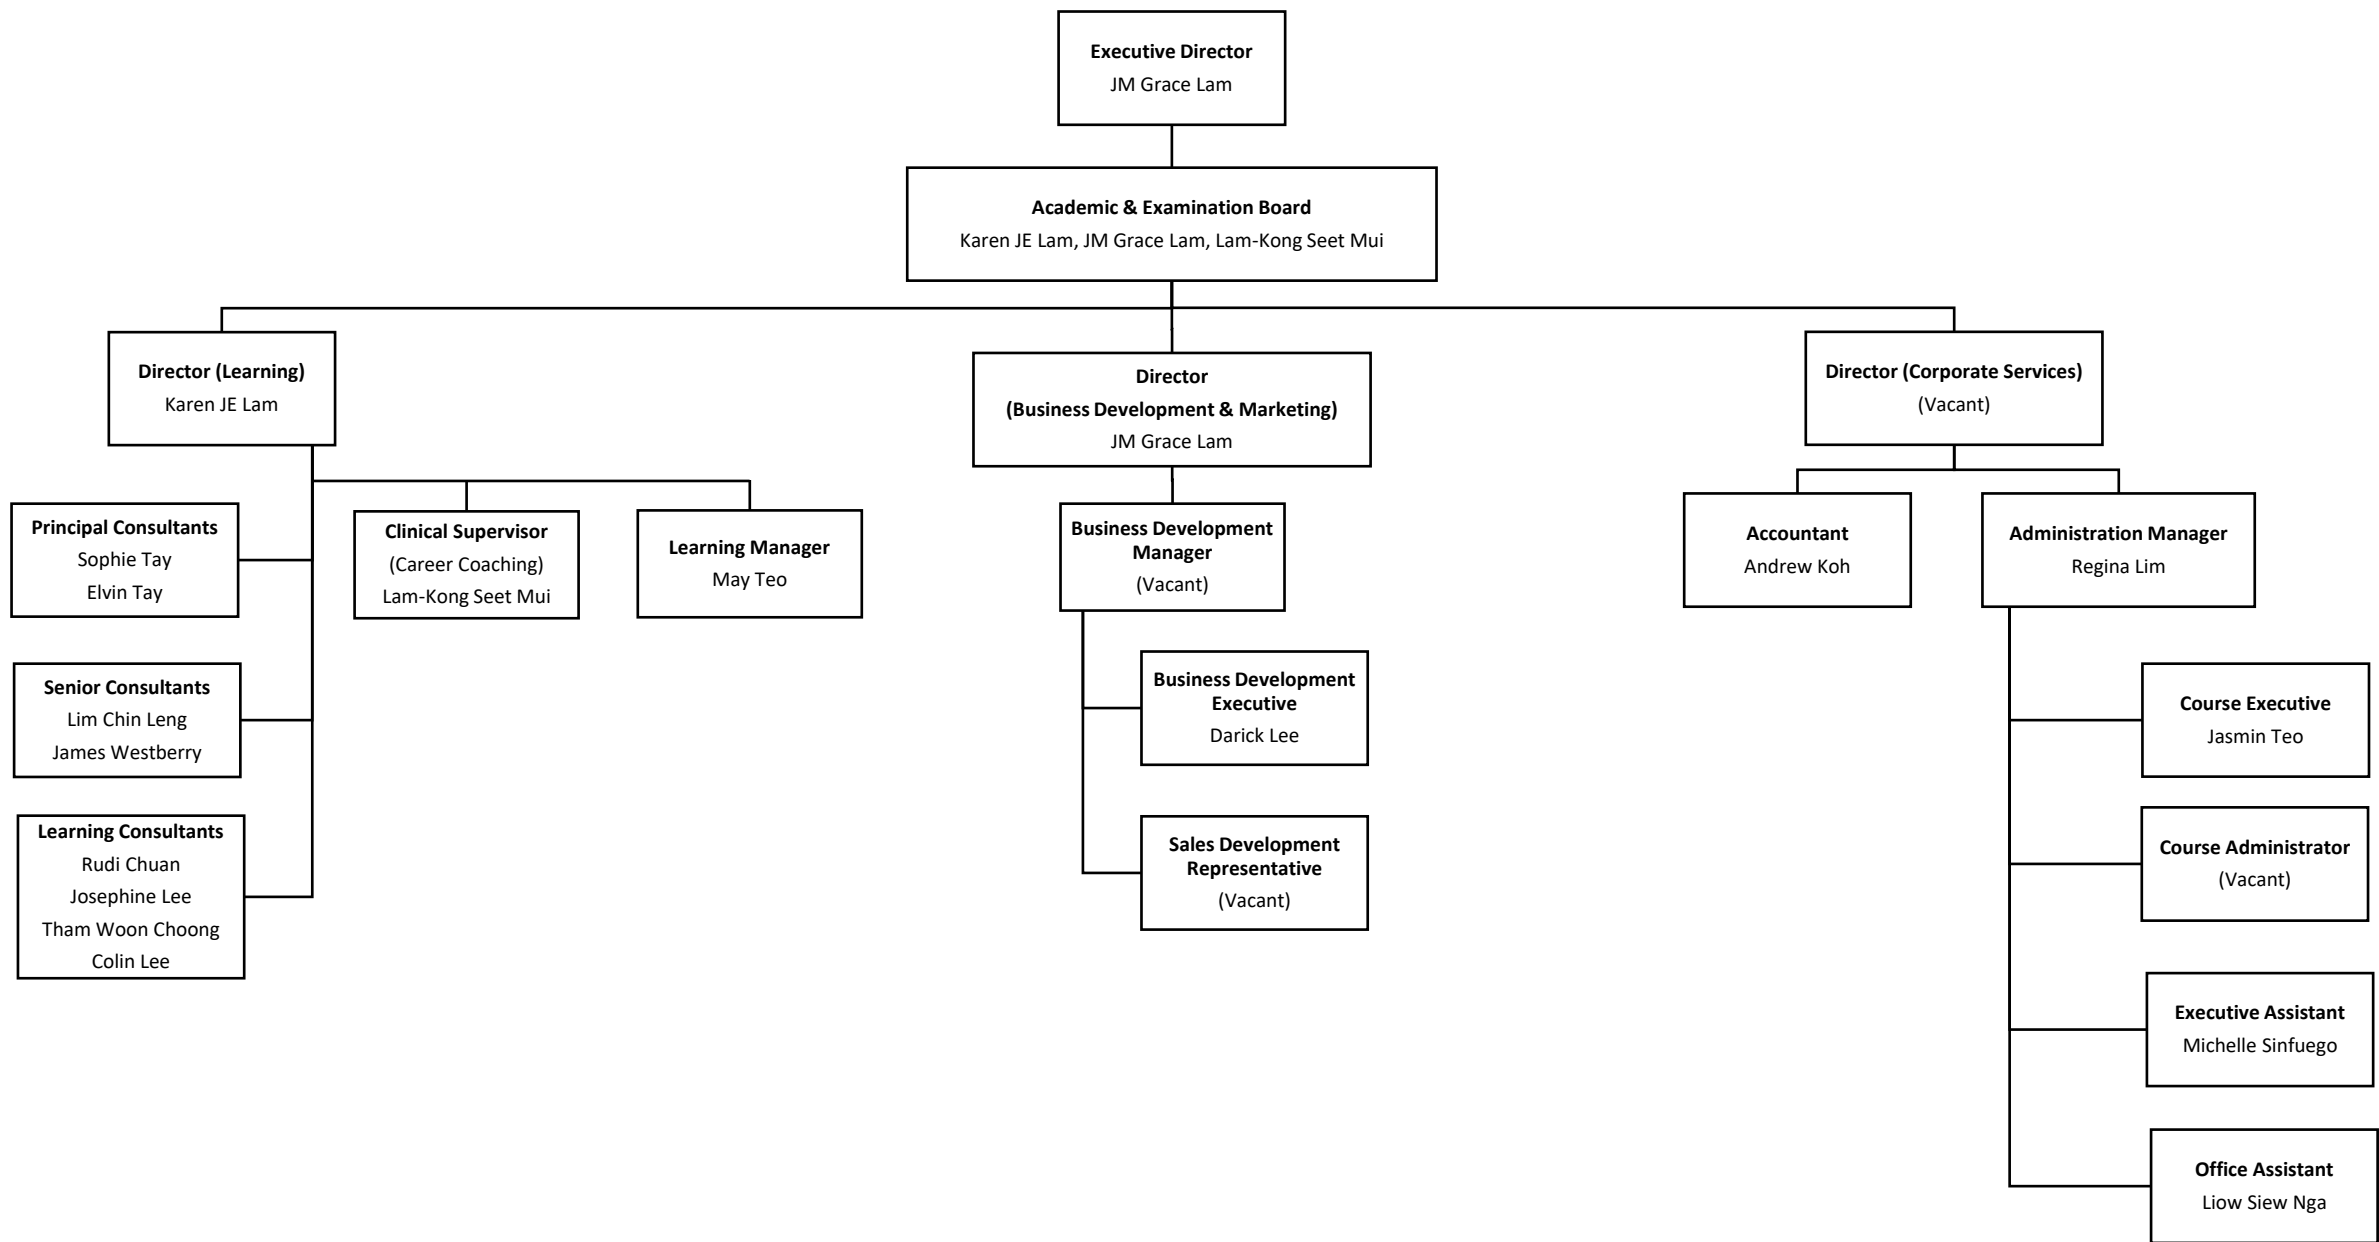 Executive Director
JM Grace Lam
Academic & Examination Board
Karen JE Lam, JM Grace Lam, Lam-Kong Seet Mui
Director (Learning)
Karen JE Lam
Director
(Business Development & Marketing)
JM Grace Lam
Director (Corporate Services)
(Vacant)
Principal Consultants
Sophie Tay
Elvin Tay
Clinical Supervisor
(Career Coaching)
Lam-Kong Seet Mui
Learning Manager
May Teo
Business Development
Manager
(Vacant)
Accountant
Andrew Koh
Administration Manager
Regina Lim
Senior Consultants
Lim Chin Leng
James Westberry
Business Development
Executive
Darick Lee
Course Executive
Jasmin Teo
Learning Consultants
Rudi Chuan
Josephine Lee
Tham Woon Choong
Colin Lee
Sales Development
Representative
(Vacant)
Course Administrator
(Vacant)
Executive Assistant
Michelle Sinfuego
Office Assistant
Liow Siew Nga